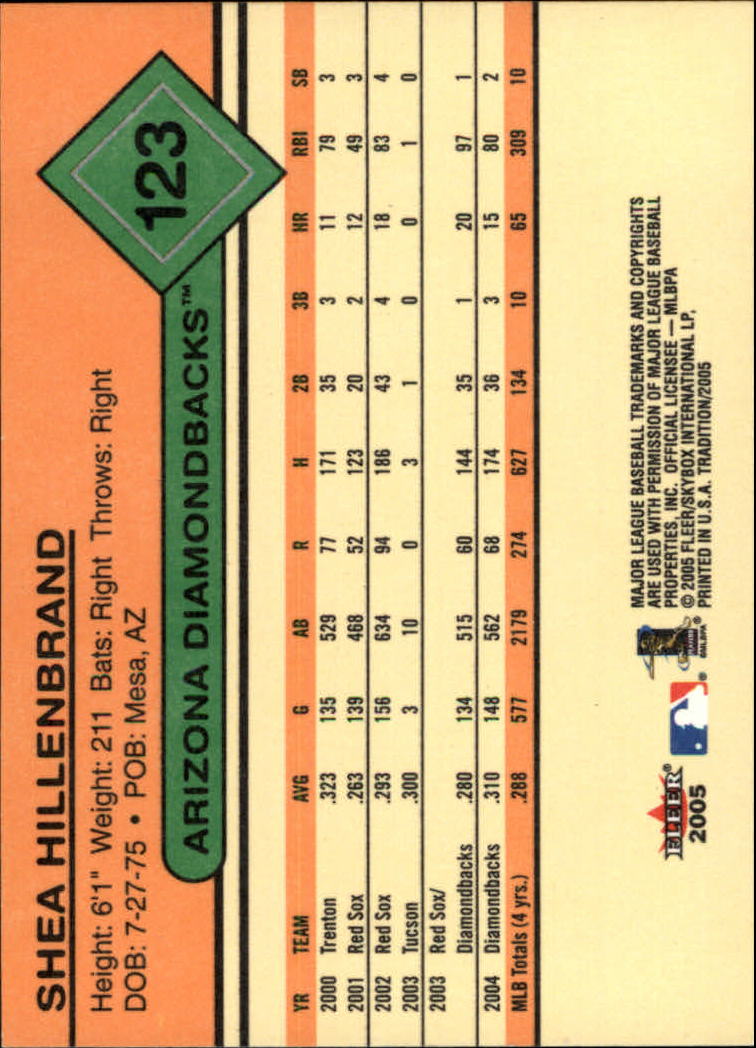 SHEA HILLENBRAND
Height: 6'1" Weight: 211 Bats: Right Throws: Right
DOB: 7-27-75 • POB: Mesa, AZ
123
ARIZONA DIAMONDBACKS™
YR TEAM AVG G AB R H 2B 3B HR RBI SB
2000 Trenton .323 135 529 77 171 35 3 11 79 3
2001 Red Sox .263 139 468 52 123 20 2 12 49 3
2002 Red Sox .293 156 634 94 186 43 4 18 83 4
2003 Tucson .300 3 10 0 3 1 0 0 1 0
2003 Red Sox/
Diamondbacks .280 134 515 60 144 35 1 20 97 1
2004 Diamondbacks .310 148 562 68 174 36 3 15 80 2
MLB Totals (4 yrs.) .288 577 2179 274 627 134 10 65 309 10
FLEER®
2005
®
®
©MLBPA
MAJOR LEAGUE BASEBALL TRADEMARKS AND COPYRIGHTS
ARE USED WITH PERMISSION OF MAJOR LEAGUE BASEBALL
PROPERTIES, INC. OFFICIAL LICENSEE — MLBPA
© 2005 FLEER/SKYBOX INTERNATIONAL LP,
PRINTED IN U.S.A. TRADITION/2005